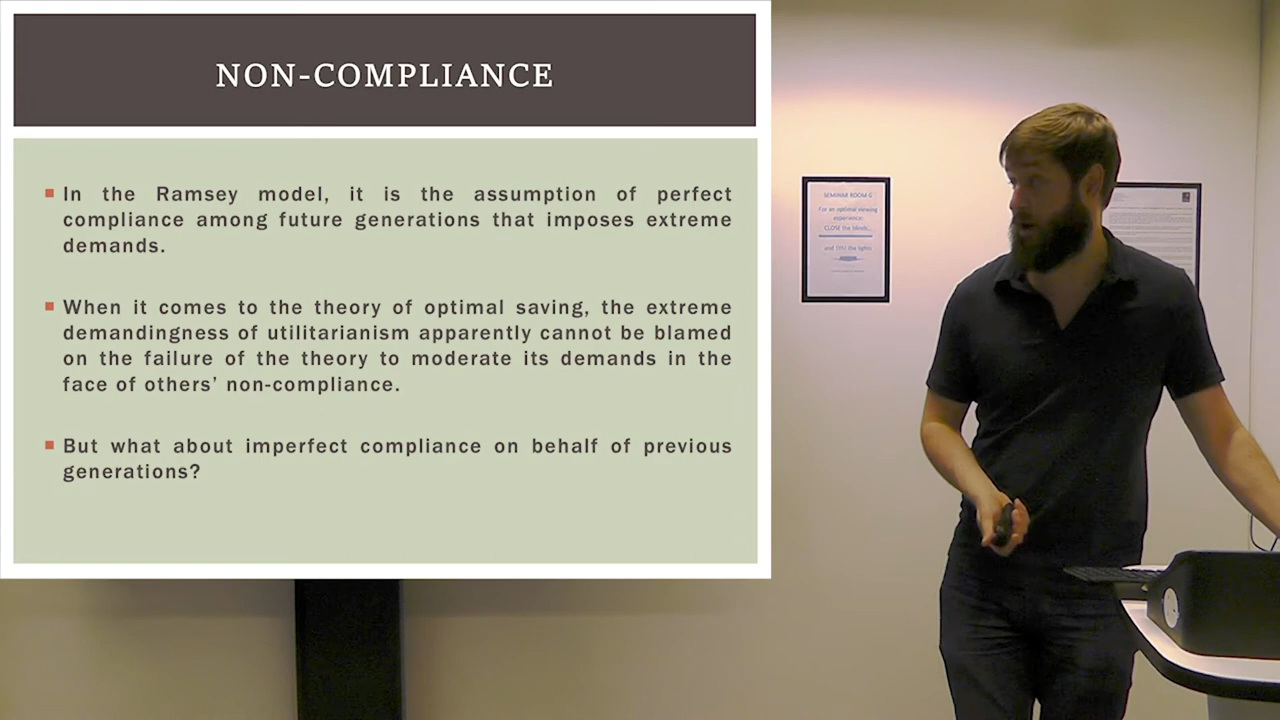 NON-COMPLIANCE
In the Ramsey model, it is the assumption of perfect
compliance among future generations that imposes extreme
demands.
When it comes to the theory of optimal saving, the extreme
demandingness of utilitarianism apparently cannot be blamed
on the failure of the theory to moderate its demands in the
face of others’ non-compliance.
But what about imperfect compliance on behalf of previous
generations?
SEMINAR ROOM G
For an optimal viewing
experience:
CLOSE the blinds,
and the lights